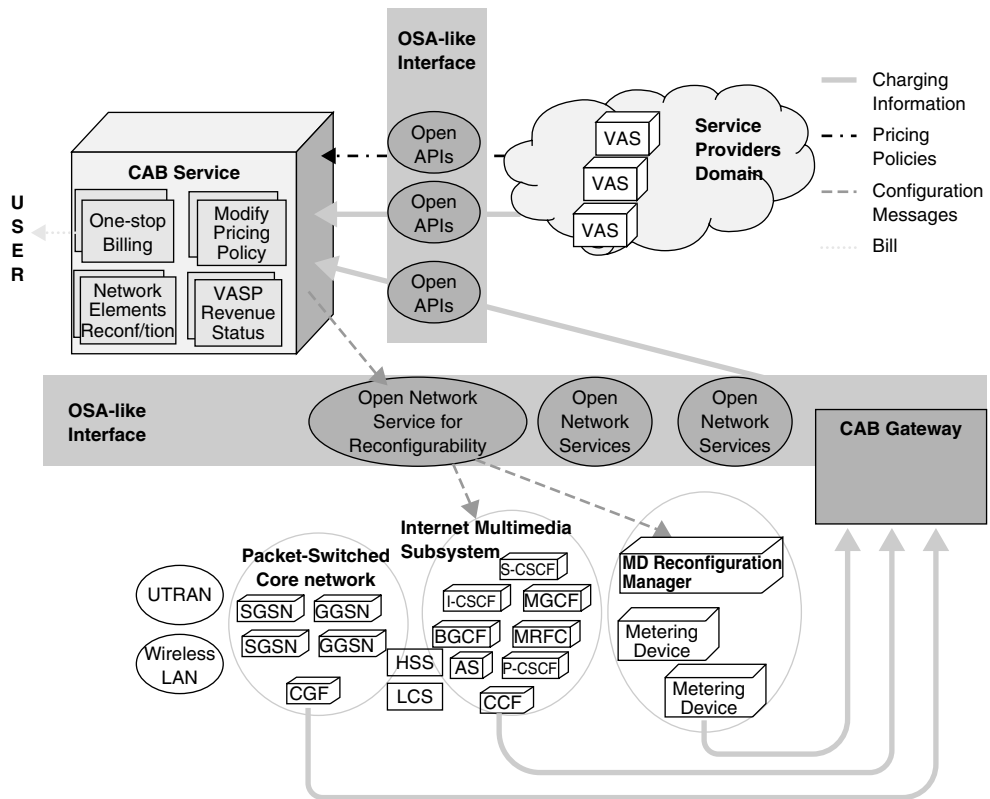 OSA-like
Interface
Open
APIs
Open
APIs
Open
APIs
VAS
VAS
VAS
Service
Providers
Domain
Charging
Information
Pricing
Policies
Configuration
Messages
Bill
U
S
E
R
CAB Service
One-stop
Billing
Modify
Pricing
Policy
Network
Elements
Reconf/tion
VASP
Revenue
Status
OSA-like
Interface
Open Network
Service for
Reconfigurability
Open
Network
Services
Open
Network
Services
CAB Gateway
UTRAN
Wireless
LAN
Packet-Switched
Core network
SGSN
GGSN
SGSN
GGSN
CGF
HSS
LCS
Internet Multimedia
Subsystem
S-CSCF
I-CSCF
MGCF
BGCF
MRFC
AS
P-CSCF
CCF
MD Reconfiguration
Manager
Metering
Device
Metering
Device